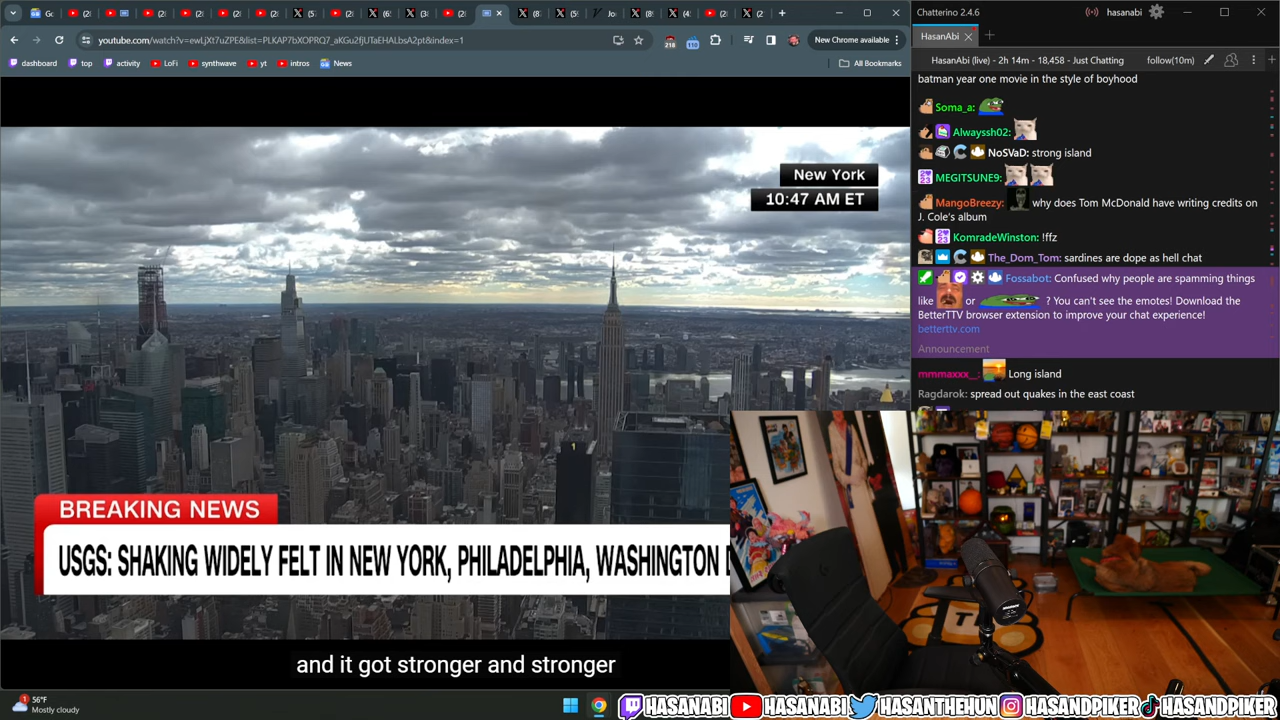 youtube.com/watch?v=ewLjXt7uZPE&list=PLKAP7bXOPRQ7_aKGu2fjUTaEHALbsA2pt&index=1
218
110
New Chrome available
dashboard
top
activity
LoFi
synthwave
yt
intros
News
All Bookmarks
New York
10:47 AM ET
BREAKING NEWS
USGS: SHAKING WIDELY FELT IN NEW YORK, PHILADELPHIA, WASHINGTON
and it got stronger and stronger
Chatterino 2.4.6
hasanabi
HasanAbi
HasanAbi (live) - 2h 14m - 18,458 - Just Chatting
follow(10m)
batman year one movie in the style of boyhood
Soma_a:
Alwayssh02:
NoSVaD: strong island
MEGITSUNE9:
MangoBreezy: why does Tom McDonald have writing credits on
J. Cole's album
KomradeWinston: !ffz
The_Dom_Tom: sardines are dope as hell chat
Fossabot: Confused why people are spamming things
like or ? You can't see the emotes! Download the
BetterTTV browser extension to improve your chat experience!
betterttv.com
Announcement
mmmaxxx__: Long island
Ragdarok: spread out quakes in the east coast
1
56°F
Mostly cloudy
HASANABI
HASANABI
HASANTHEHUN
HASANDPIKER
HASANDPIKER